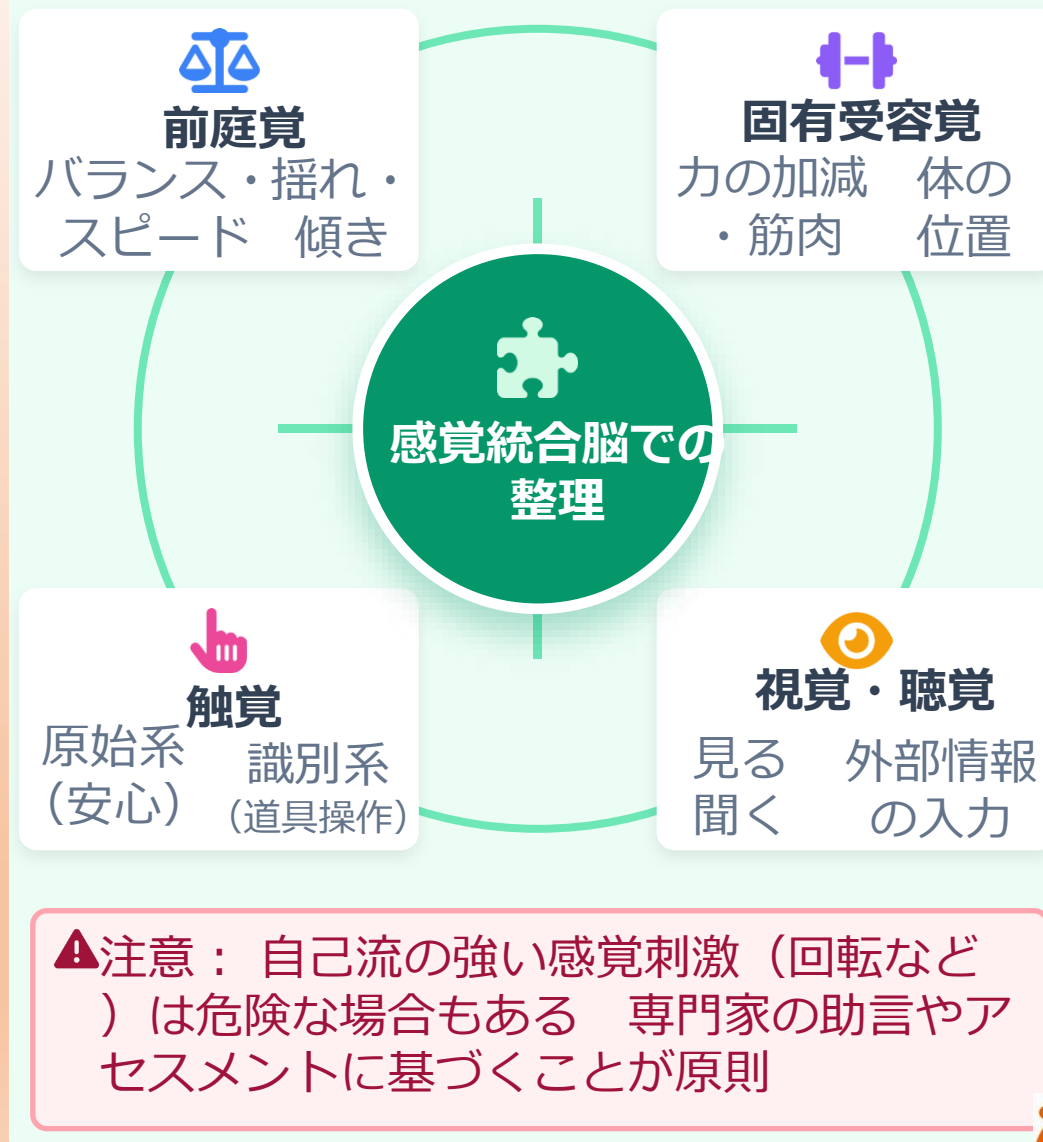 前庭覚
バランス・揺れ・
スピード　傾き
固有受容覚
力の加減　体の
・筋肉　位置
感覚統合脳での
整理
触覚
原始系
（安心）
識別系
（道具操作）
視覚・聴覚
見る
聞く
外部情報
の入力
注意： 自己流の強い感覚刺激（回転など
）は危険な場合もある　専門家の助言やア
セスメントに基づくことが原則